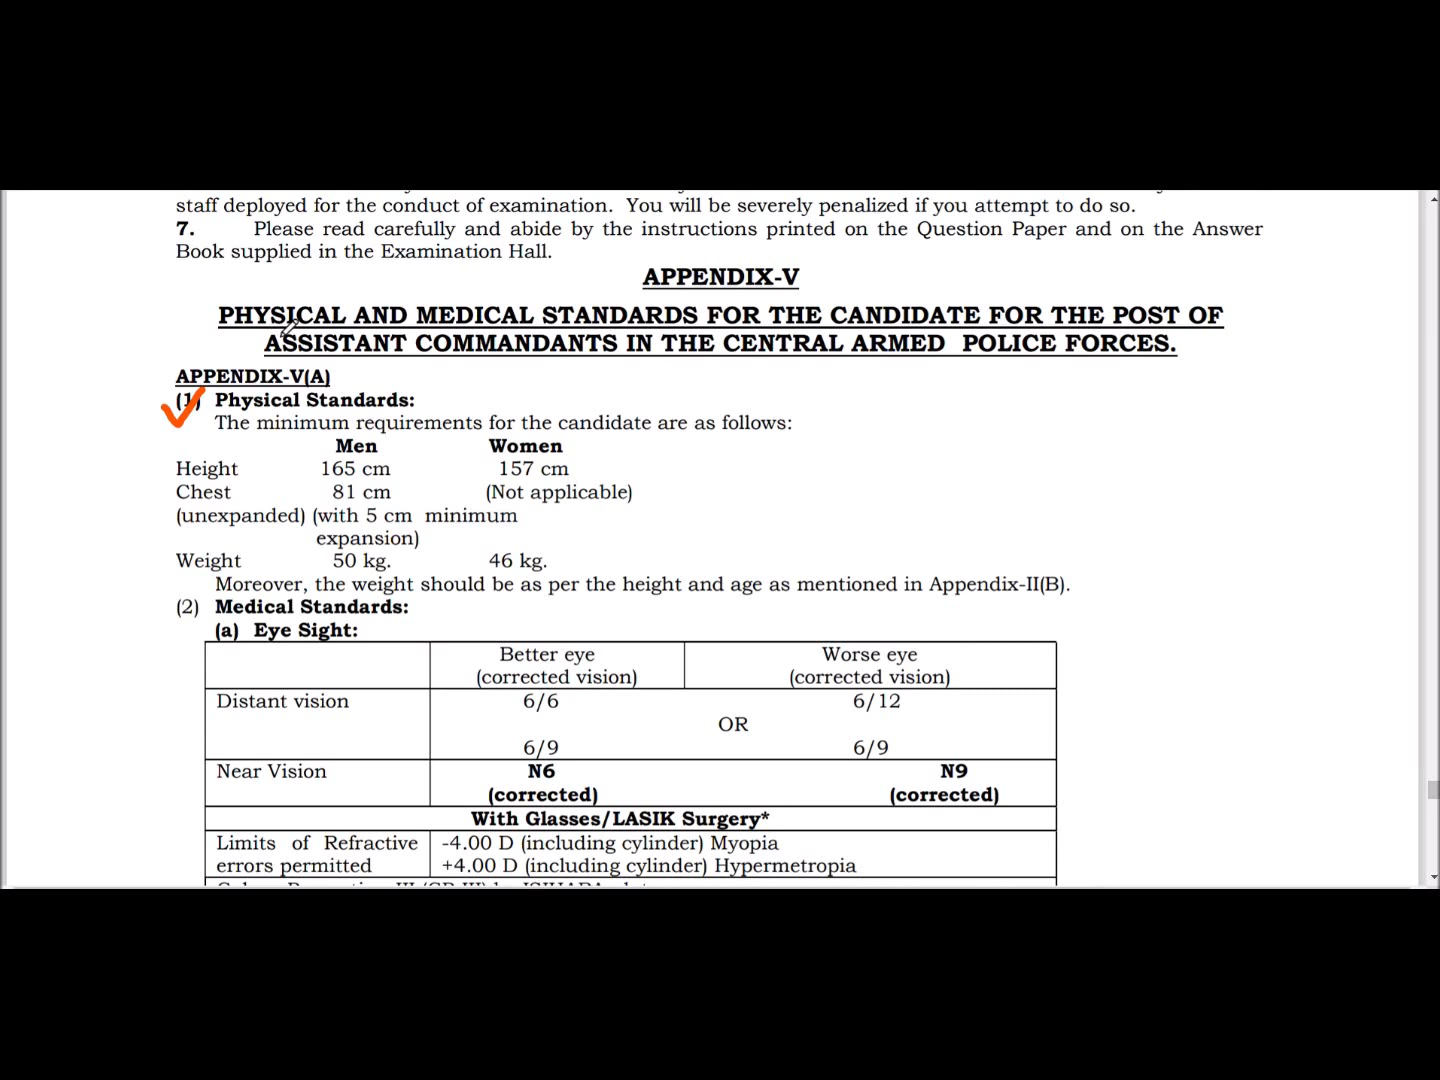 staff deployed for the conduct of examination. You will be severely penalized if you attempt to do so.
7. Please read carefully and abide by the instructions printed on the Question Paper and on the Answer
Book supplied in the Examination Hall.
APPENDIX-V
PHYSICAL AND MEDICAL STANDARDS FOR THE CANDIDATE FOR THE POST OF
ASSISTANT COMMANDANTS IN THE CENTRAL ARMED POLICE FORCES.
APPENDIX-V(A)
(1) Physical Standards:
The minimum requirements for the candidate are as follows:
Men Women
Height 165 cm 157 cm
Chest 81 cm (Not applicable)
(unexpanded) (with 5 cm minimum
expansion)
Weight 50 kg. 46 kg.
Moreover, the weight should be as per the height and age as mentioned in Appendix-II(B).
(2) Medical Standards:
(a) Eye Sight:
Better eye Worse eye
(corrected vision) (corrected vision)
Distant vision 6/6 6/12
OR
6/9 6/9
Near Vision N6 N9
(corrected) (corrected)
With Glasses/LASIK Surgery*
Limits of Refractive -4.00 D (including cylinder) Myopia
errors permitted +4.00 D (including cylinder) Hypermetropia